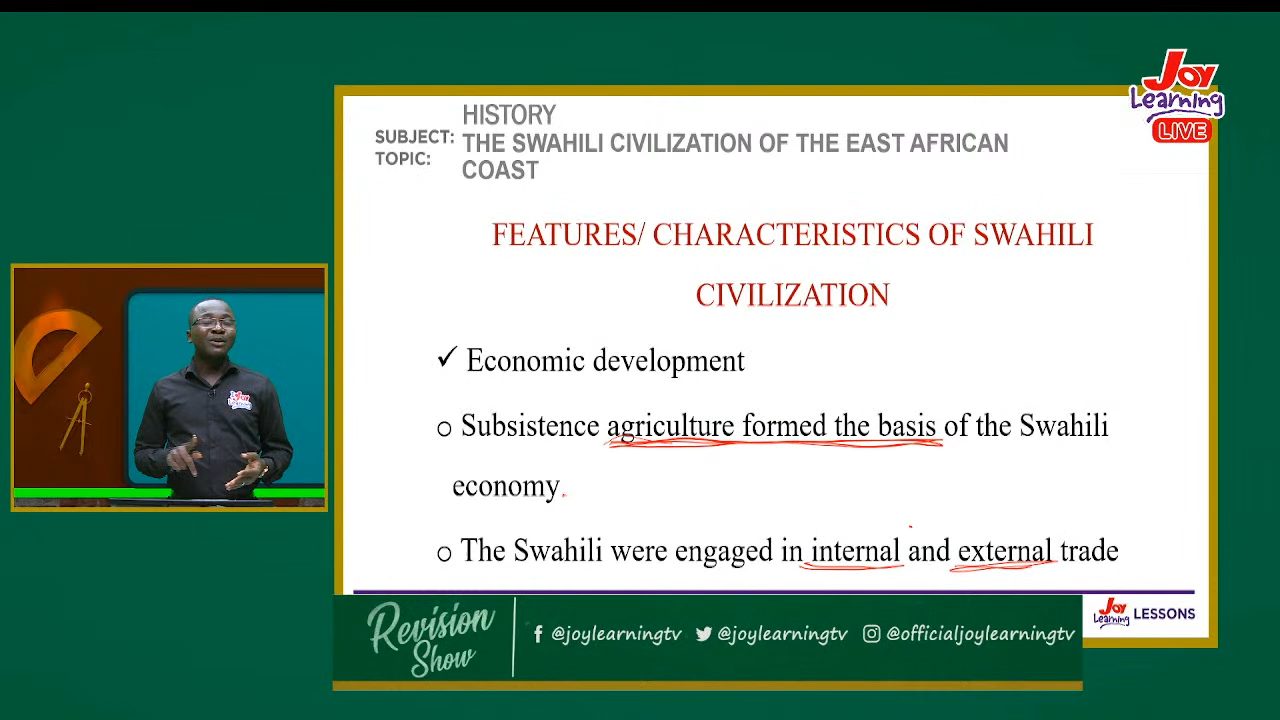 Joy
Learning
LIVE
HISTORY
SUBJECT: THE SWAHILI CIVILIZATION OF THE EAST AFRICAN
TOPIC: COAST
FEATURES/ CHARACTERISTICS OF SWAHILI
CIVILIZATION
✓ Economic development
o Subsistence agriculture formed the basis of the Swahili
economy.
o The Swahili were engaged in internal and external trade
Joy
Learning
LESSONS
Revision
Show
@joylearningtv @joylearningtv @officialjoylearningtv